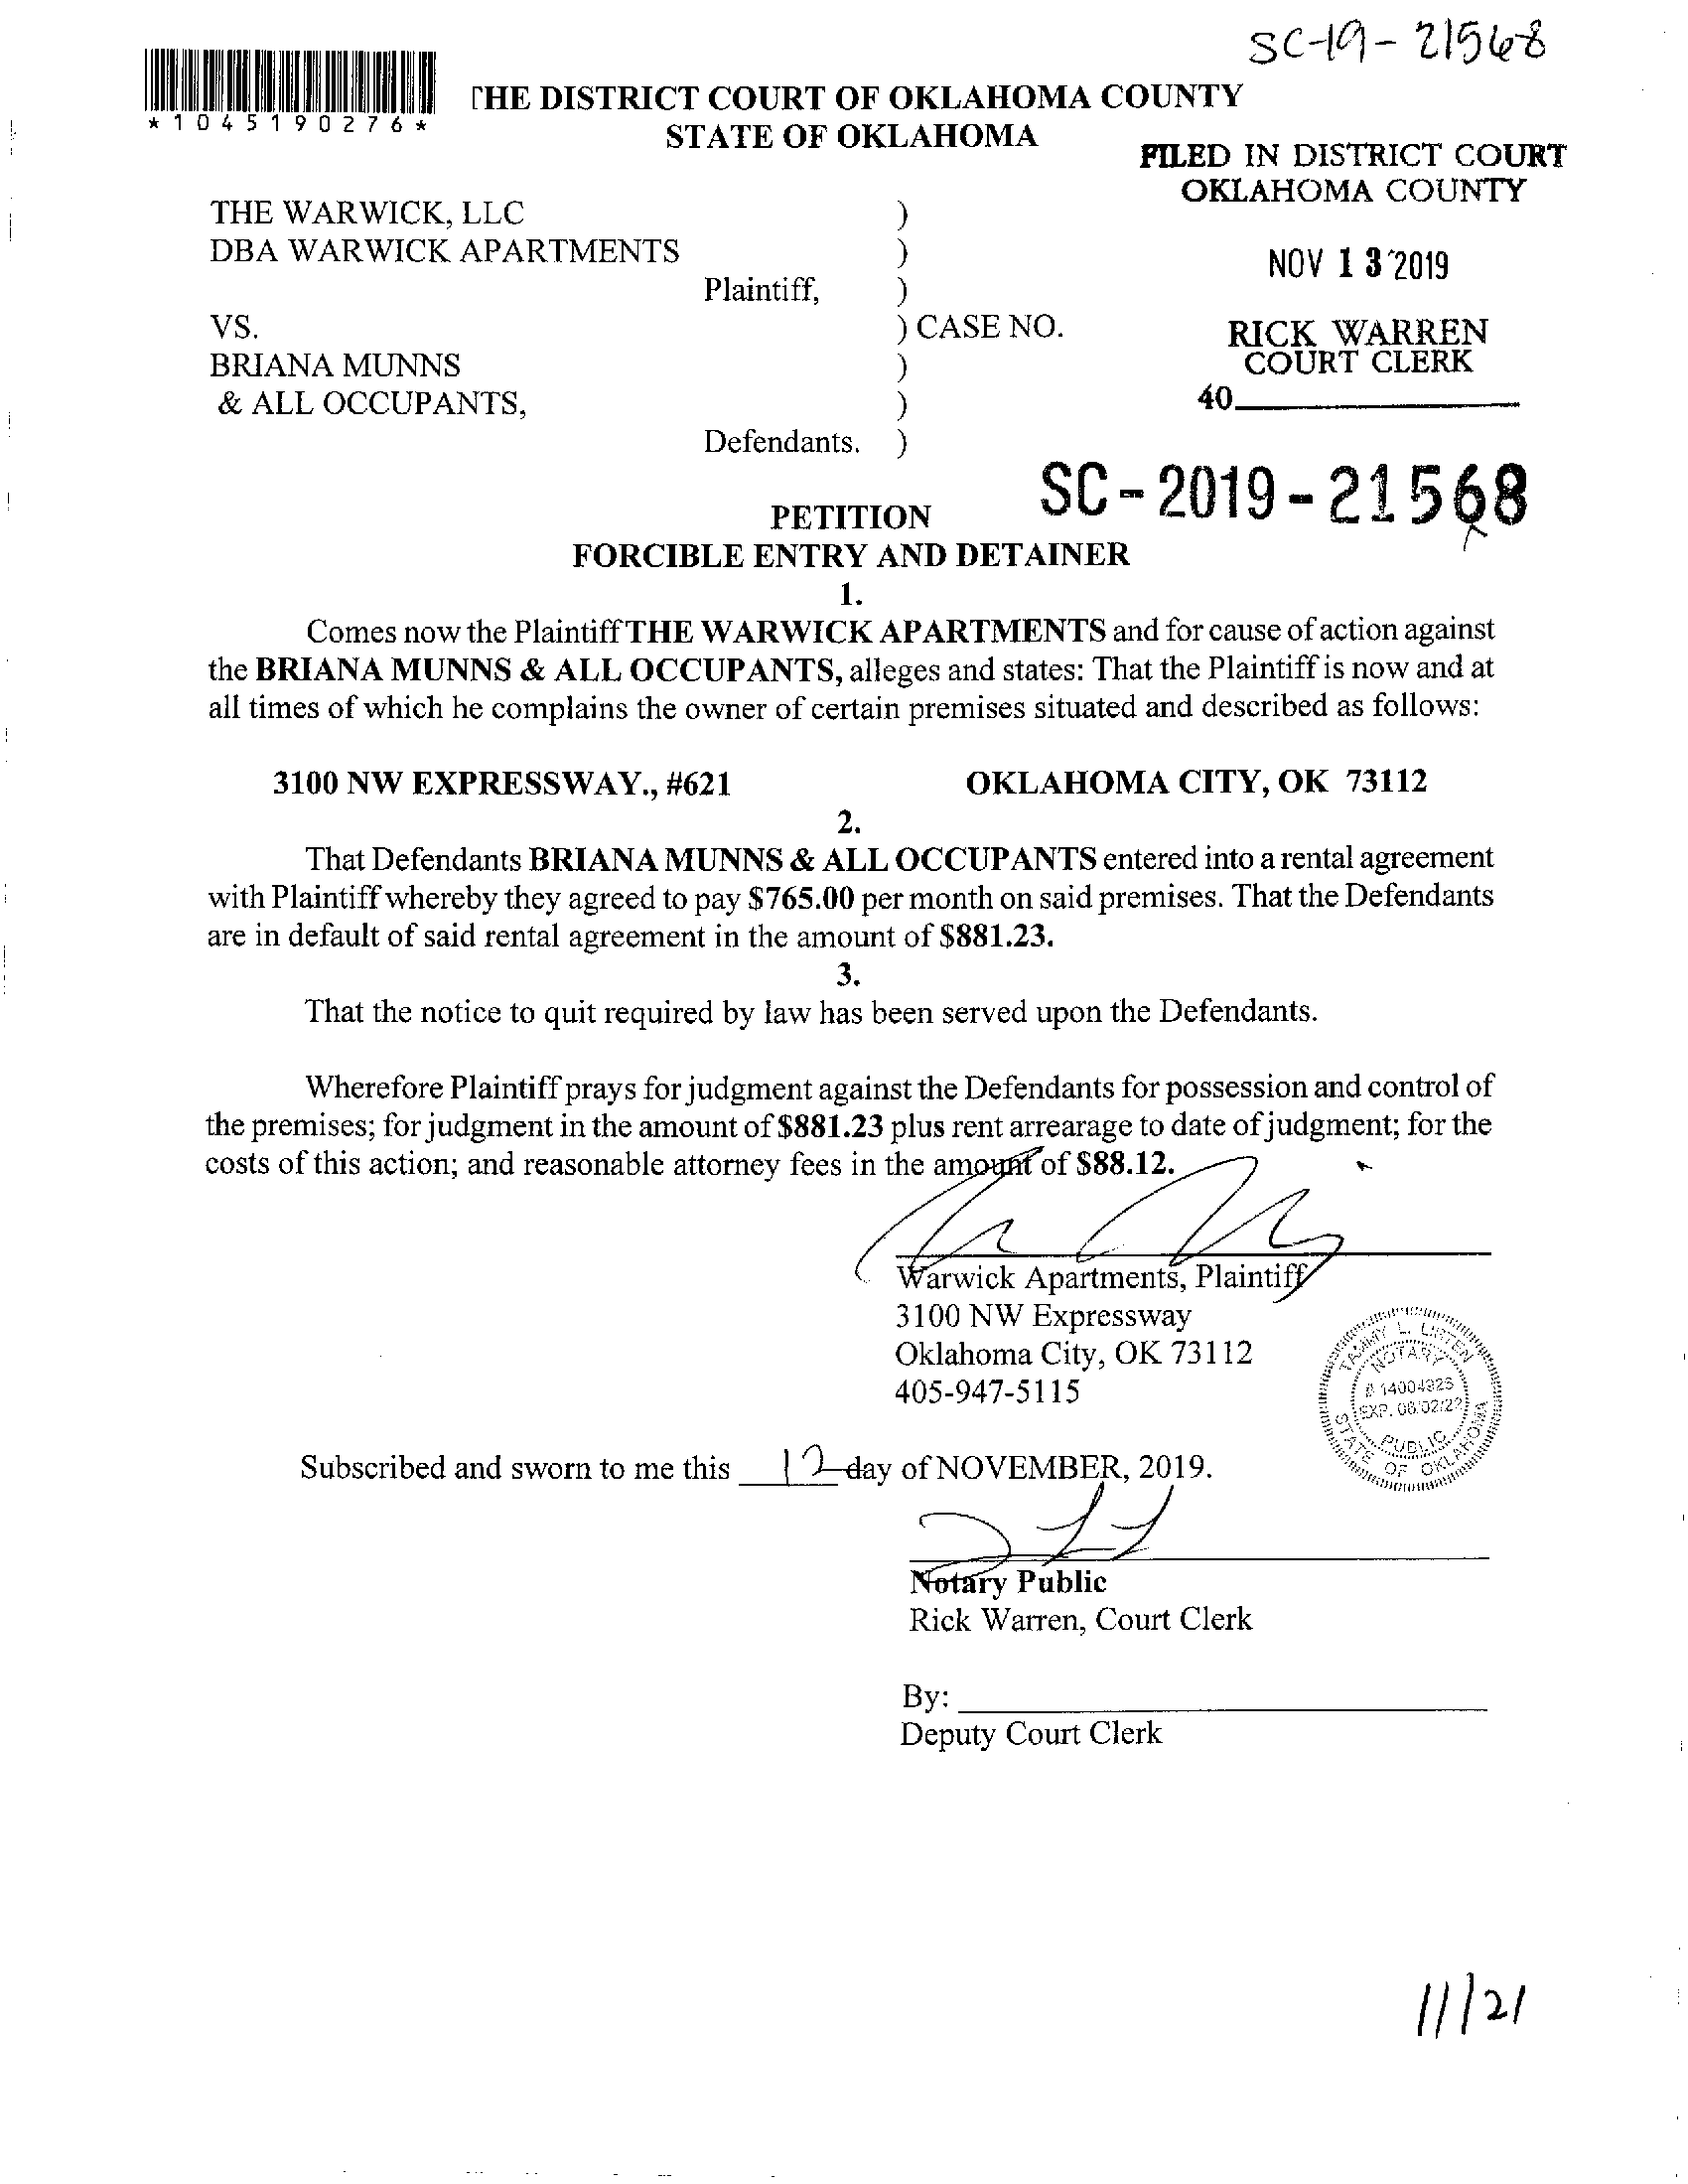 SC-19-21568
*1045190276*
THE DISTRICT COURT OF OKLAHOMA COUNTY
STATE OF OKLAHOMA
FILED IN DISTRICT COURT
OKLAHOMA COUNTY
NOV 13 2019
RICK WARREN
COURT CLERK
40
THE WARWICK, LLC )
DBA WARWICK APARTMENTS )
Plaintiff, )
VS. ) CASE NO.
BRIANA MUNNS )
& ALL OCCUPANTS, )
Defendants. )
SC-2019-21568
PETITION
FORCIBLE ENTRY AND DETAINER
1.
Comes now the Plaintiff THE WARWICK APARTMENTS and for cause of action against
the BRIANA MUNNS & ALL OCCUPANTS, alleges and states: That the Plaintiff is now and at
all times of which he complains the owner of certain premises situated and described as follows:
3100 NW EXPRESSWAY., #621 OKLAHOMA CITY, OK 73112
2.
That Defendants BRIANA MUNNS & ALL OCCUPANTS entered into a rental agreement
with Plaintiff whereby they agreed to pay $765.00 per month on said premises. That the Defendants
are in default of said rental agreement in the amount of $881.23.
3.
That the notice to quit required by law has been served upon the Defendants.
Wherefore Plaintiff prays for judgment against the Defendants for possession and control of
the premises; for judgment in the amount of $881.23 plus rent arrearage to date of judgment; for the
costs of this action; and reasonable attorney fees in the amount of $88.12.
Warwick Apartments, Plaintiff
3100 NW Expressway
Oklahoma City, OK 73112
405-947-5115
TAMMY L.
NOTARY
PUBLIC
STATE OF OKLAHOMA
Subscribed and sworn to me this 12 day of NOVEMBER, 2019.
Notary Public
Rick Warren, Court Clerk
By:
Deputy Court Clerk
11/21